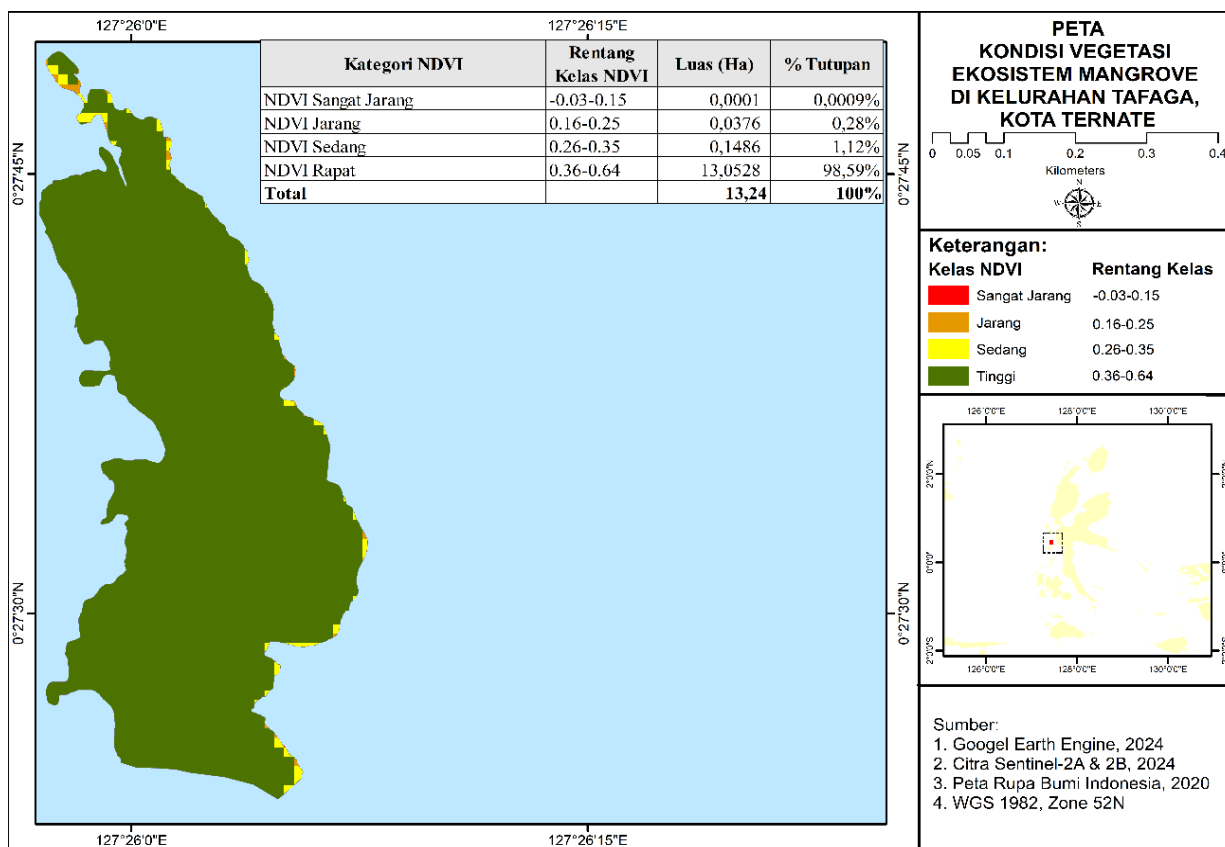 127°26'0"E 127°26'15"E
0°27'45"N 0°27'45"N
0°27'30"N 0°27'30"N
127°26'0"E 127°26'15"E
Kategori NDVI Rentang Kelas NDVI Luas (Ha) % Tutupan
NDVI Sangat Jarang -0.03-0.15 0,0001 0,0009%
NDVI Jarang 0.16-0.25 0,0376 0,28%
NDVI Sedang 0.26-0.35 0,1486 1,12%
NDVI Rapat 0.36-0.64 13,0528 98,59%
Total 13,24 100%
PETA
KONDISI VEGETASI
EKOSISTEM MANGROVE
DI KELURAHAN TAFAGA,
KOTA TERNATE
0 0.05 0.1 0.2 0.3 0.4
Kilometers
N
W E
S
Keterangan:
Kelas NDVI Rentang Kelas
Sangat Jarang -0.03-0.15
Jarang 0.16-0.25
Sedang 0.26-0.35
Tinggi 0.36-0.64
126°0'0"E 128°0'0"E 130°0'0"E
2°0'0"N 2°0'0"N
0°0'0" 0°0'0"
2°0'0"S 2°0'0"S
126°0'0"E 128°0'0"E 130°0'0"E
Sumber:
1. Googel Earth Engine, 2024
2. Citra Sentinel-2A & 2B, 2024
3. Peta Rupa Bumi Indonesia, 2020
4. WGS 1982, Zone 52N